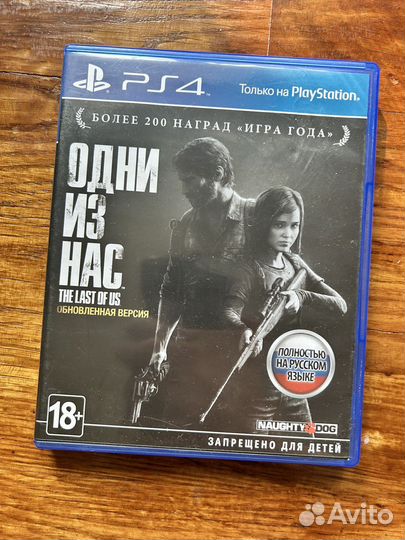 PS4
Только на PlayStation®
БОЛЕЕ 200 НАГРАД «ИГРА ГОДА»
ОДНИ
ИЗ
НАС
THE LAST OF US
ОБНОВЛЕННАЯ ВЕРСИЯ
ПОЛНОСТЬЮ
НА РУССКОМ
ЯЗЫКЕ
18+
NAUGHTY DOG
ЗАПРЕЩЕНО ДЛЯ ДЕТЕЙ
Avito